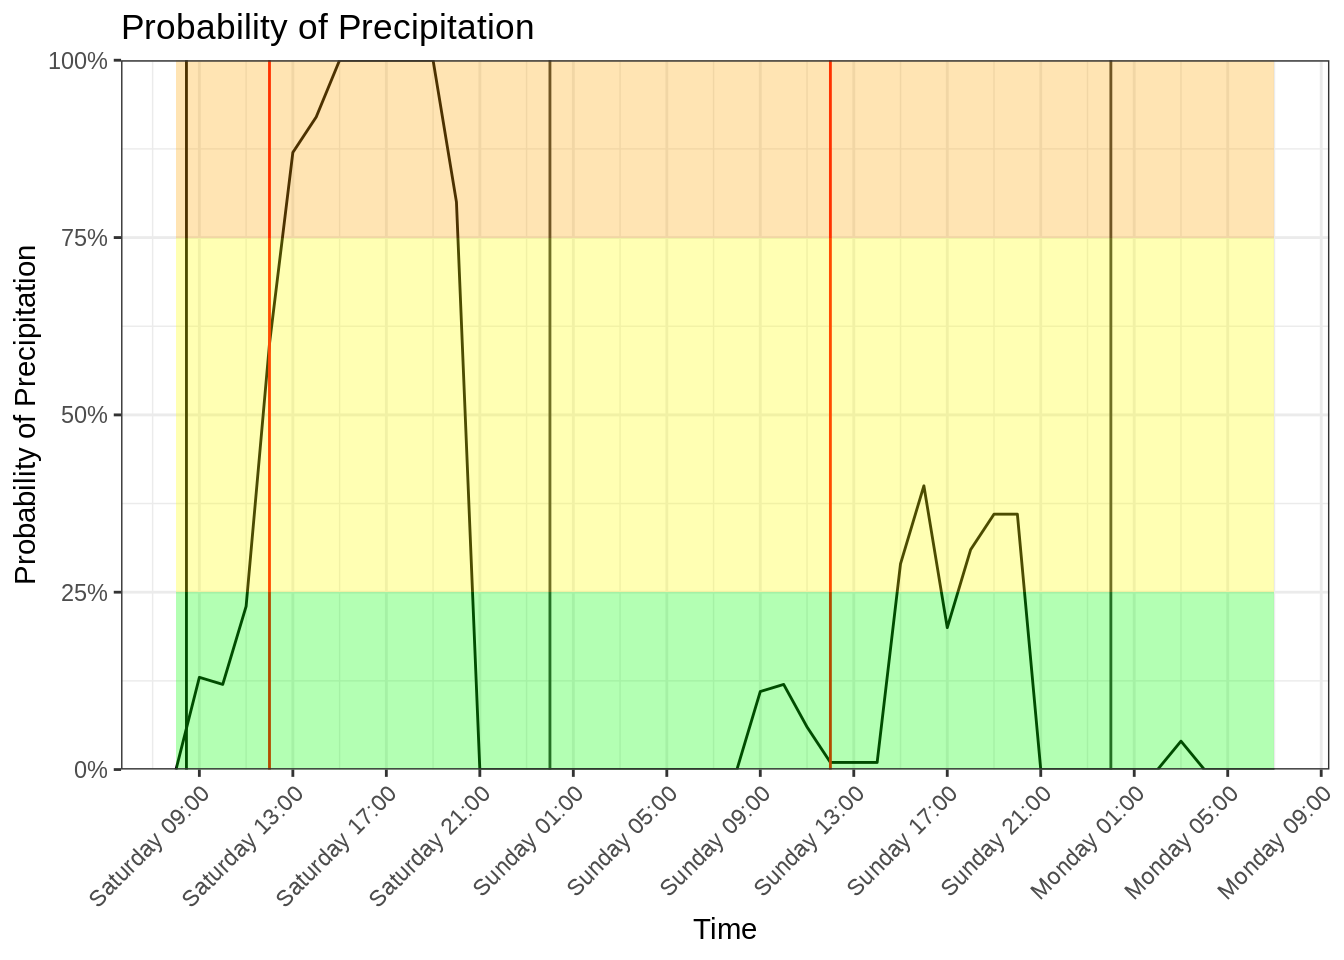 Probability of Precipitation
Probability of Precipitation
100%
75%
50%
25%
0%
Saturday 09:00
Saturday 13:00
Saturday 17:00
Saturday 21:00
Sunday 01:00
Sunday 05:00
Sunday 09:00
Sunday 13:00
Sunday 17:00
Sunday 21:00
Monday 01:00
Monday 05:00
Monday 09:00
Time